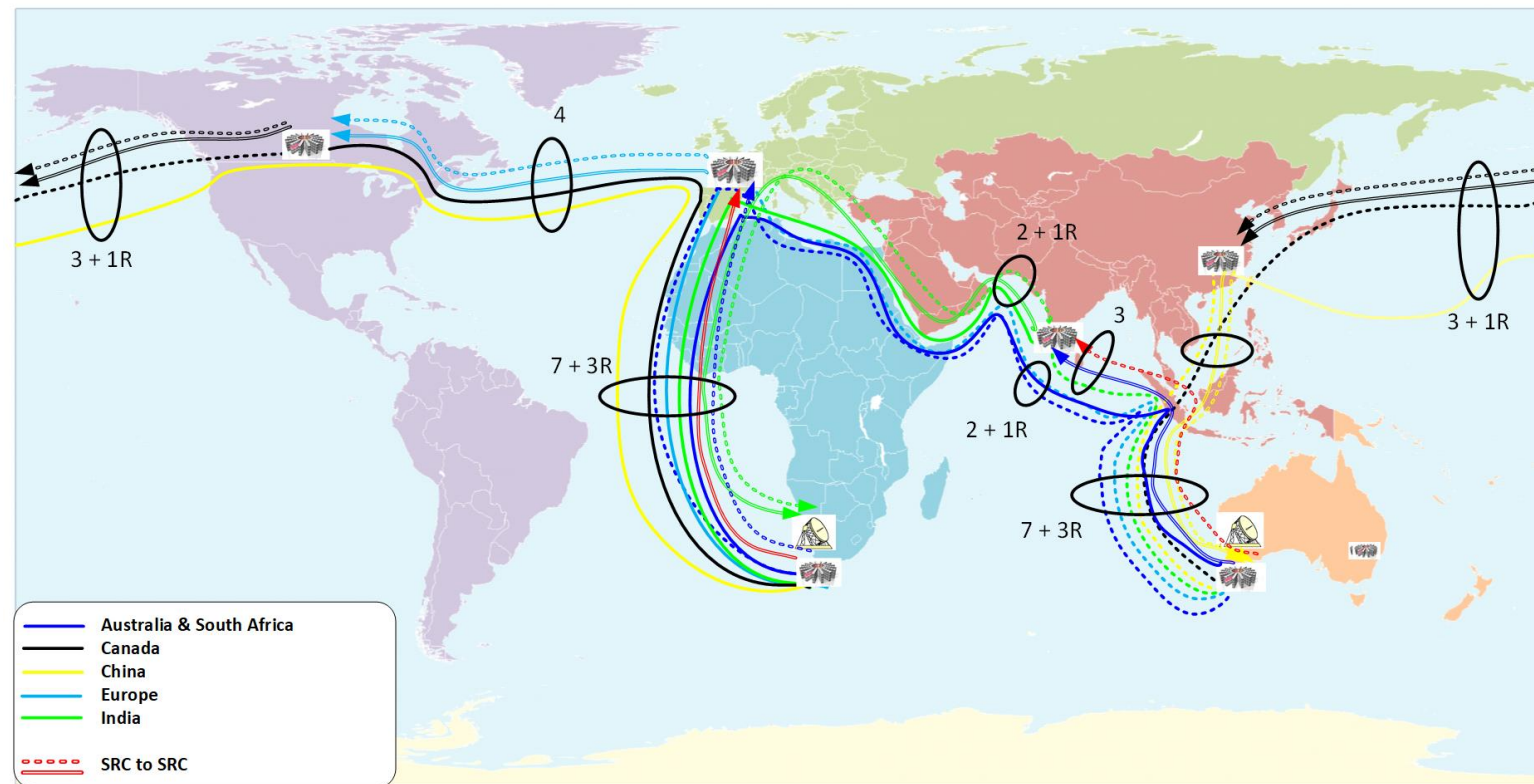 4
3 + 1R
2 + 1R
3
3 + 1R
7 + 3R
2 + 1R
7 + 3R
Australia & South Africa
Canada
China
Europe
India
SRC to SRC